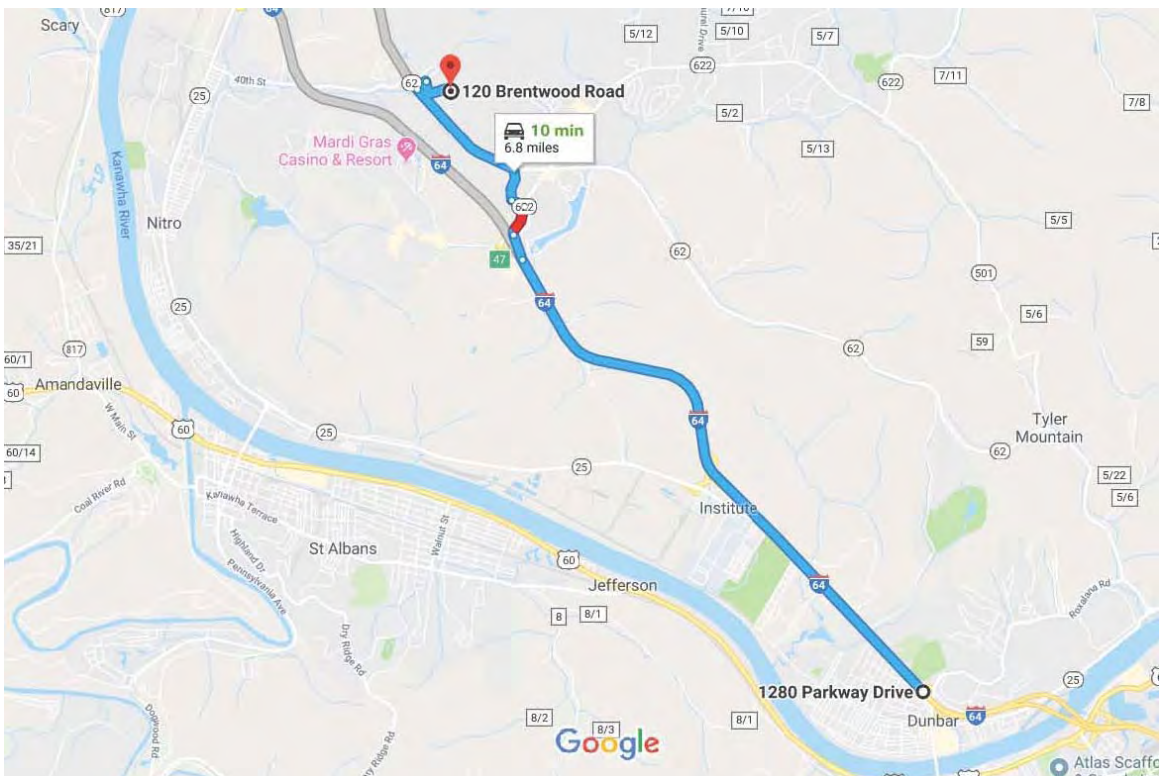 817
64
Scary
5/12
7/10
5/10
5/7
622
622
7/11
7/8
40th St
62
120 Brentwood Road
25
5/2
10 min
6.8 miles
5/13
Mardi Gras
Casino & Resort
64
Kanawha River
Nitro
35/21
5/5
62
47
501
25
64
5/6
817
59
62
60/1
Amandaville
60
W Main St
60
25
64
Tyler
Mountain
62
60/14
25
5/22
5/6
Coal River Rd
Kanawha Terrace
Walnut St
Institute
Highland Dr
St Albans
60
Pennsylvania Ave
Jefferson
64
Roxalana Rd
8
8/1
Dry Ridge Rd
1280 Parkway Drive
25
64
Dunbar
8/2
8/3
8/1
Dogwood Rd
Google
Atlas Scaffo